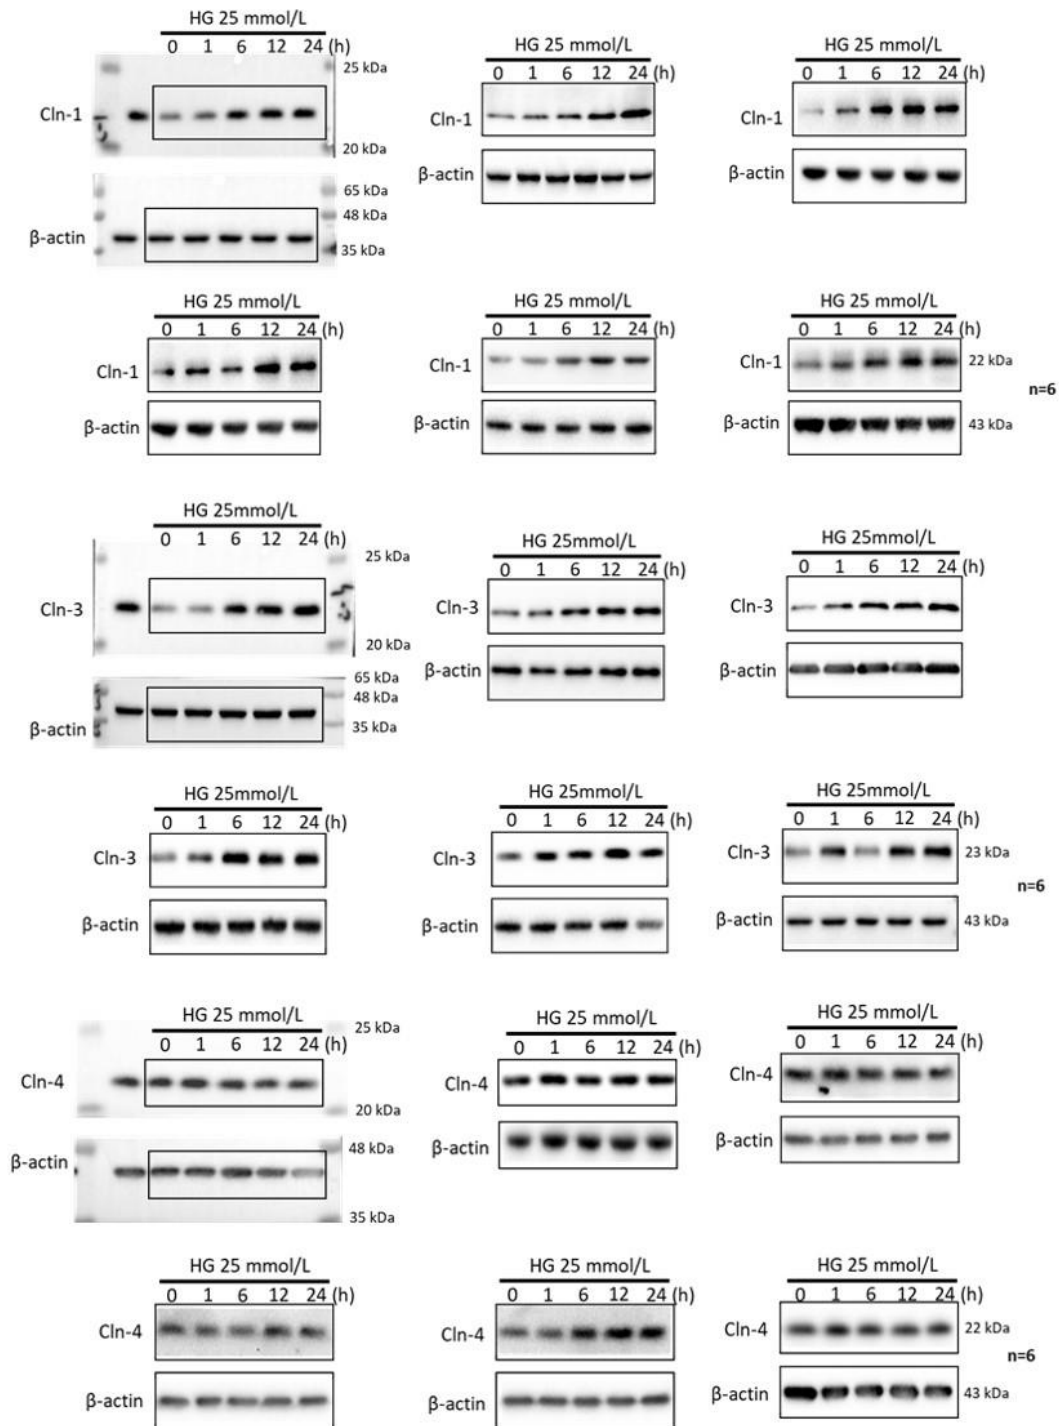 HG 25 mmol/L
0 1 6 12 24 (h)
25 kDa
Cln-1
20 kDa
65 kDa
48 kDa
β-actin
35 kDa
HG 25 mmol/L
0 1 6 12 24 (h)
Cln-1
β-actin
HG 25 mmol/L
0 1 6 12 24 (h)
Cln-1
β-actin
HG 25 mmol/L
0 1 6 12 24 (h)
Cln-1
β-actin
HG 25 mmol/L
0 1 6 12 24 (h)
Cln-1
β-actin
HG 25 mmol/L
0 1 6 12 24 (h)
Cln-1 22 kDa
n=6
β-actin 43 kDa
HG 25mmol/L
0 1 6 12 24 (h)
25 kDa
Cln-3
20 kDa
65 kDa
48 kDa
β-actin 35 kDa
HG 25mmol/L
0 1 6 12 24 (h)
Cln-3
β-actin
HG 25mmol/L
0 1 6 12 24 (h)
Cln-3
β-actin
HG 25mmol/L
0 1 6 12 24 (h)
Cln-3
β-actin
HG 25mmol/L
0 1 6 12 24 (h)
Cln-3
β-actin
HG 25mmol/L
0 1 6 12 24 (h)
Cln-3 23 kDa
n=6
β-actin 43 kDa
HG 25 mmol/L
0 1 6 12 24 (h)
25 kDa
Cln-4
20 kDa
48 kDa
β-actin
35 kDa
HG 25 mmol/L
0 1 6 12 24 (h)
Cln-4
β-actin
HG 25 mmol/L
0 1 6 12 24 (h)
Cln-4
β-actin
HG 25 mmol/L
0 1 6 12 24 (h)
Cln-4
β-actin
HG 25 mmol/L
0 1 6 12 24 (h)
Cln-4
β-actin
HG 25 mmol/L
0 1 6 12 24 (h)
Cln-4 22 kDa
n=6
β-actin 43 kDa